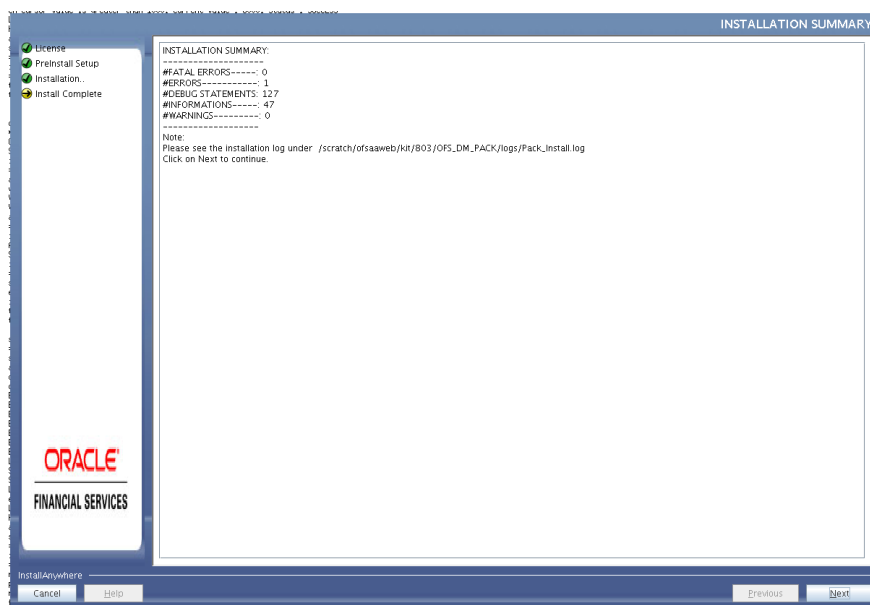 INSTALLATION SUMMARY
License
PreInstall Setup
Installation..
Install Complete
INSTALLATION SUMMARY:
--------------------
#FATAL ERRORS-----: 0
#ERRORS-----------: 1
#DEBUG STATEMENTS: 127
#INFORMATIONS-----: 47
#WARNINGS---------: 0
-------------------
Note:
Please see the installation log under /scratch/ofsaaweb/kit/803/OFS_DM_PACK/logs/Pack_Install.log
Click on Next to continue.
ORACLE
FINANCIAL SERVICES
InstallAnywhere
Cancel
Help
Previous
Next